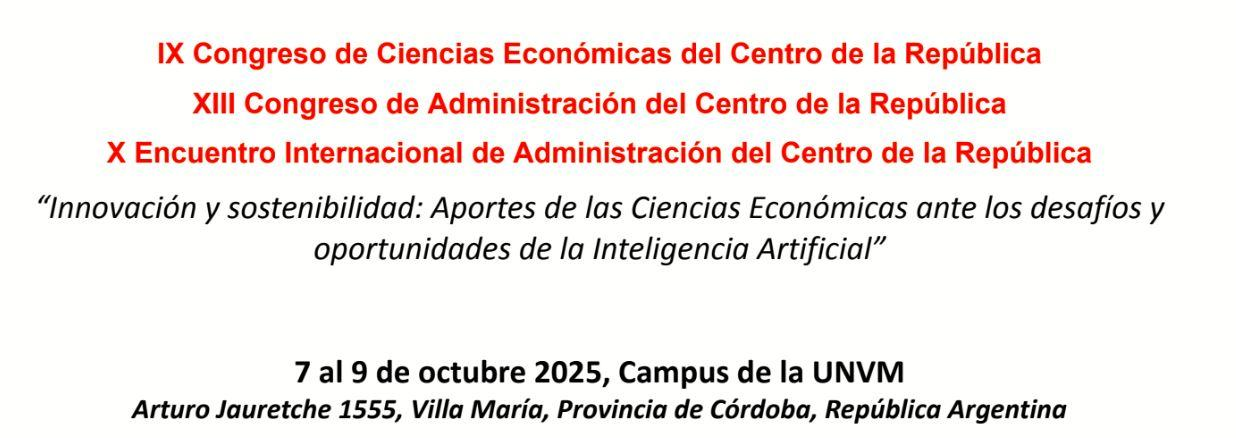 IX Congreso de Ciencias Económicas del Centro de la República
XIII Congreso de Administración del Centro de la República
X Encuentro Internacional de Administración del Centro de la República
“Innovación y sostenibilidad: Aportes de las Ciencias Económicas ante los desafíos y
oportunidades de la Inteligencia Artificial”
7 al 9 de octubre 2025, Campus de la UNVM
Arturo Jauretche 1555, Villa María, Provincia de Córdoba, República Argentina